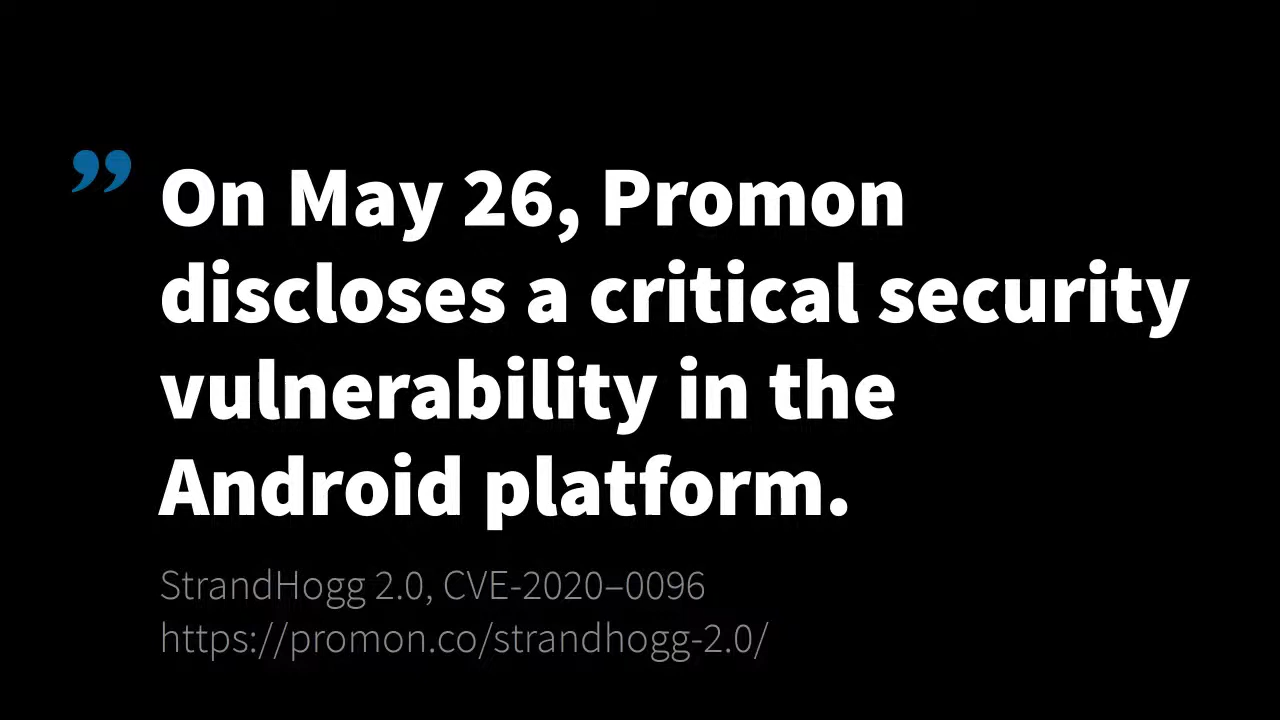 ” On May 26, Promon
discloses a critical security
vulnerability in the
Android platform.
StrandHogg 2.0, CVE-2020–0096
https://promon.co/strandhogg-2.0/